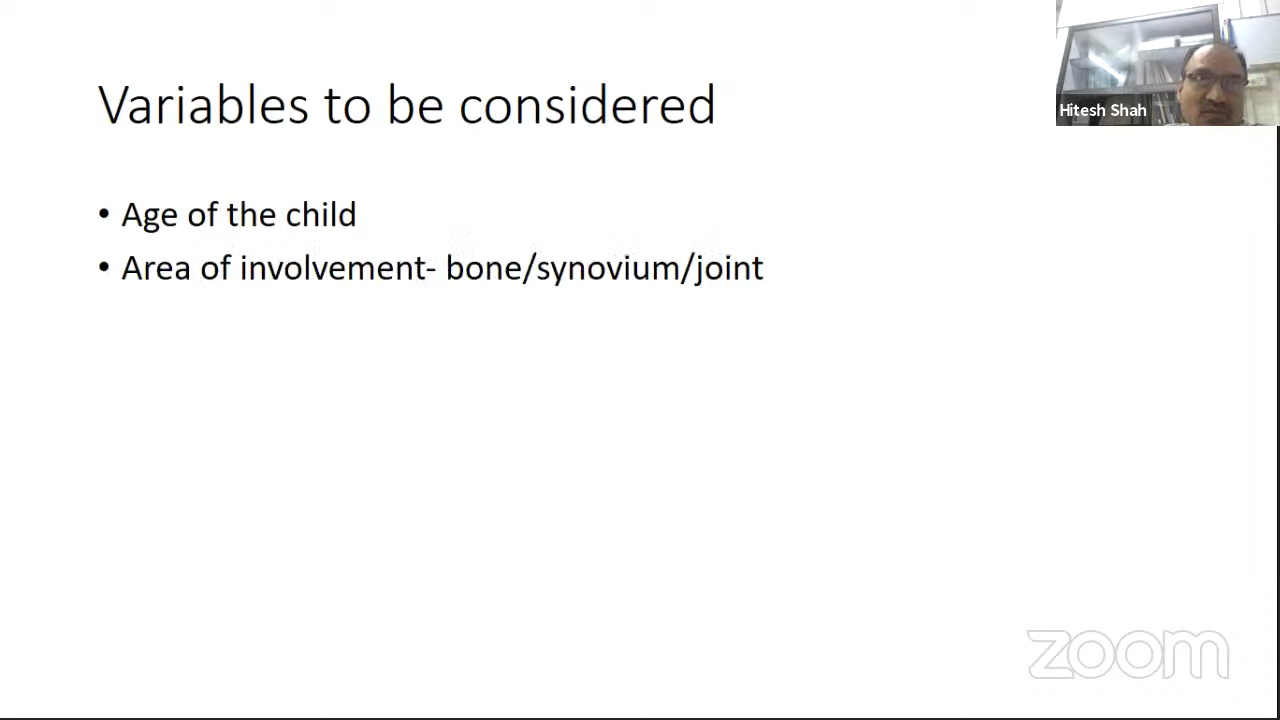 Variables to be considered
Hitesh Shah
• Age of the child
• Area of involvement- bone/synovium/joint
zoom